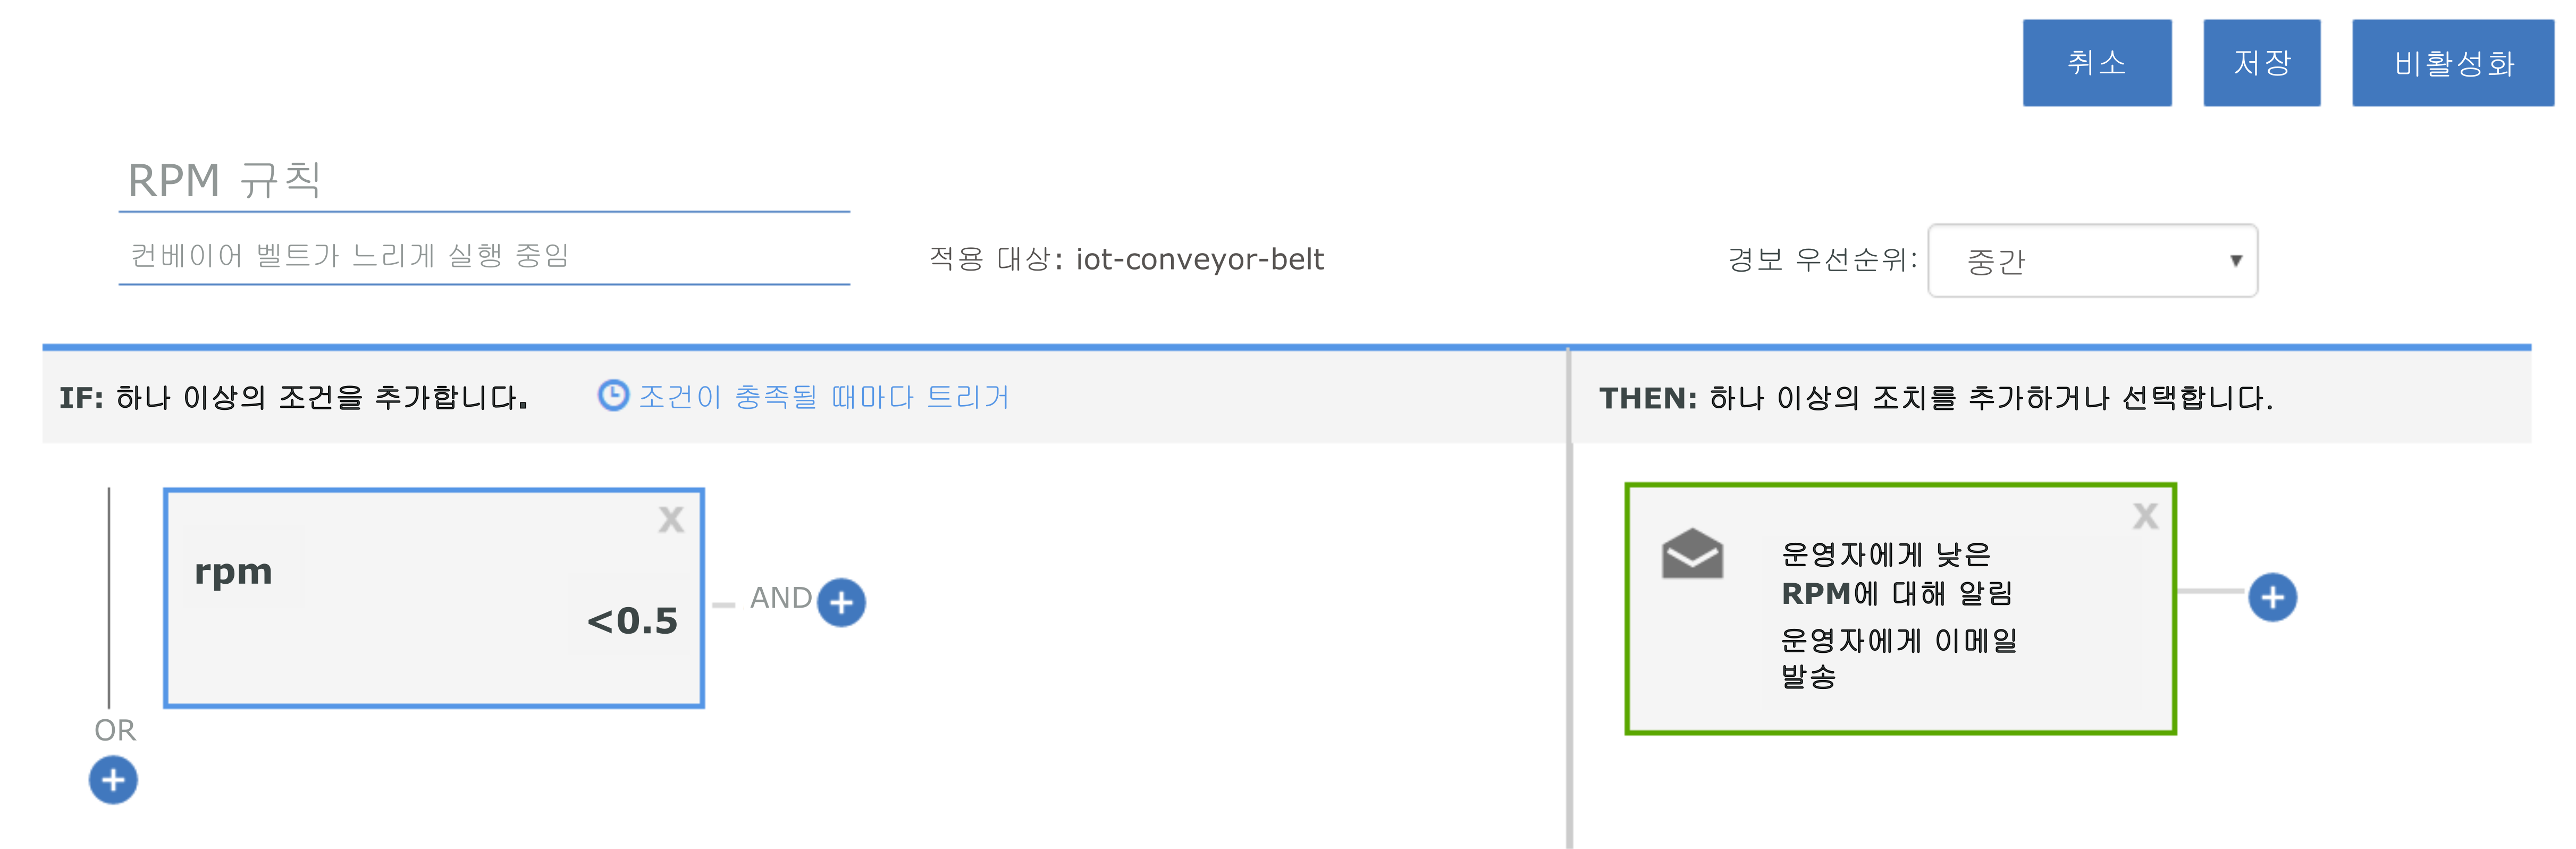 취소
저장
비활성화
RPM 규칙
컨베이어 벨트가 느리게 실행 중임
적용 대상: iot-conveyor-belt
경보 우선순위:
중간
IF: 하나 이상의 조건을 추가합니다.
조건이 충족될 때마다 트리거
THEN: 하나 이상의 조치를 추가하거나 선택합니다.
X
rpm
<0.5
AND
OR
X
운영자에게 낮은
RPM에 대해 알림
운영자에게 이메일
발송